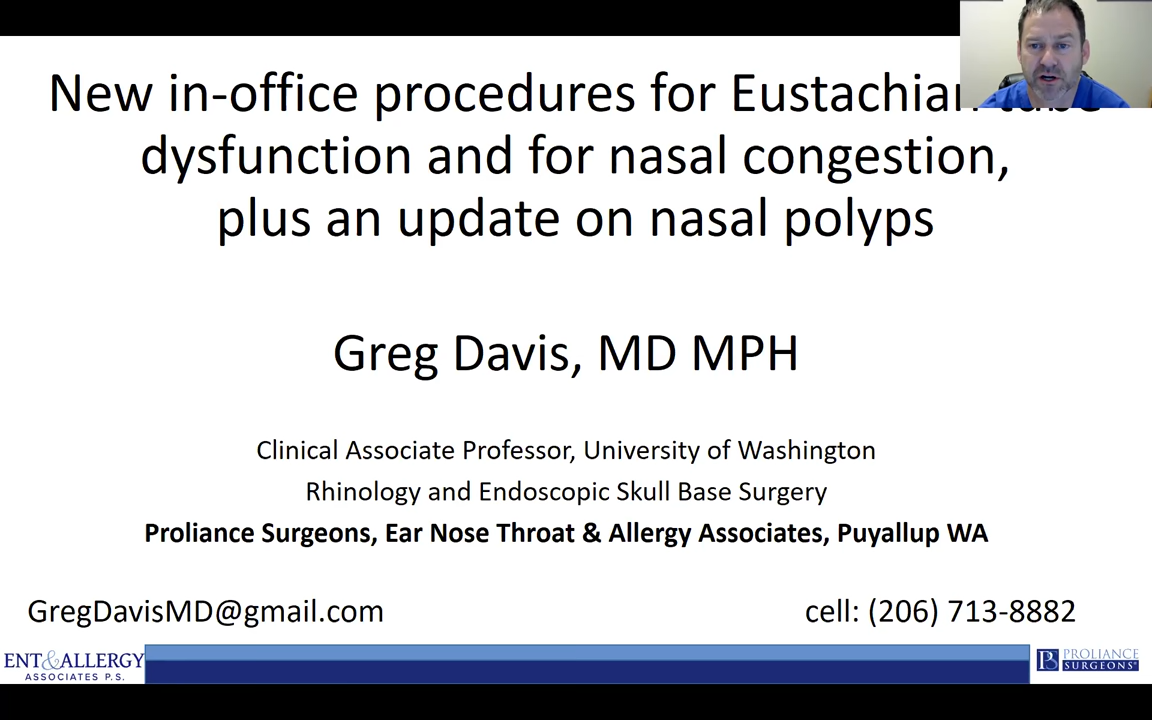 New in-office procedures for Eustachian
dysfunction and for nasal congestion,
plus an update on nasal polyps
Greg Davis, MD MPH
Clinical Associate Professor, University of Washington
Rhinology and Endoscopic Skull Base Surgery
Proliance Surgeons, Ear Nose Throat & Allergy Associates, Puyallup WA
GregDavisMD@gmail.com
cell: (206) 713-8882
ENT&ALLERGY
ASSOCIATES P.S.
PROLIANCE
SURGEONS®